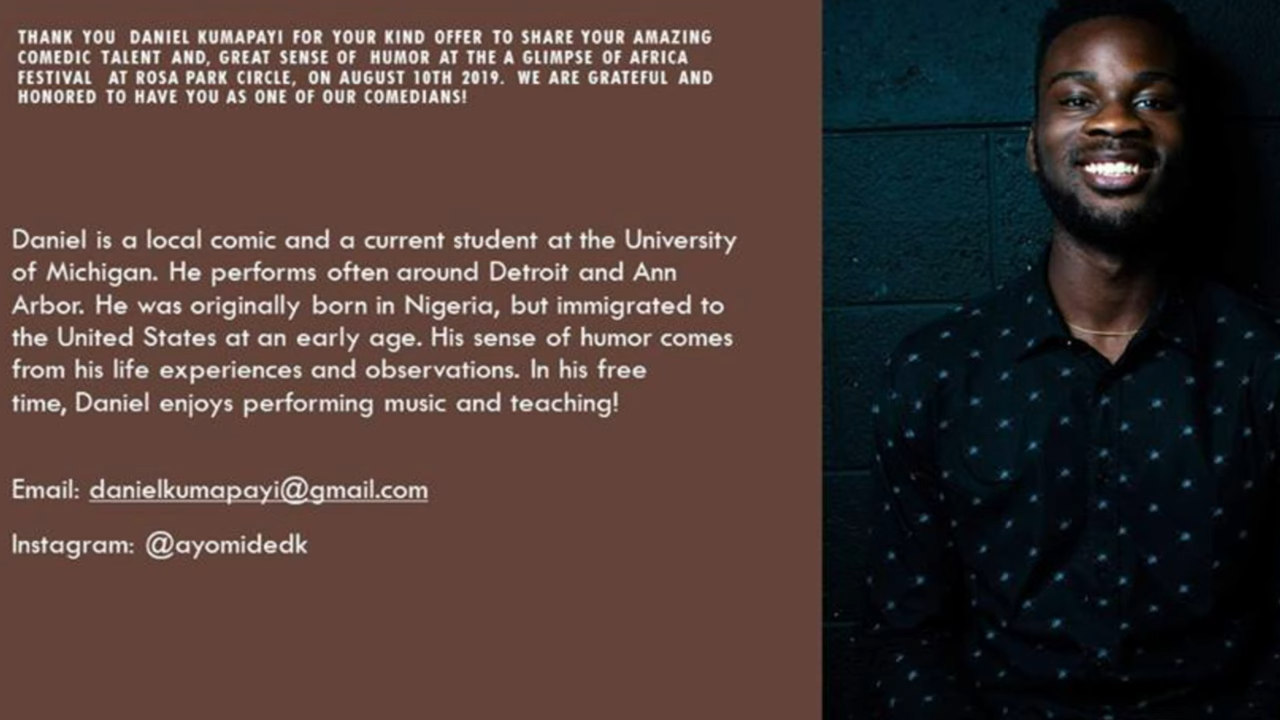 THANK YOU DANIEL KUMAPAYI FOR YOUR KIND OFFER TO SHARE YOUR AMAZING
COMEDIC TALENT AND, GREAT SENSE OF HUMOR AT THE A GLIMPSE OF AFRICA
FESTIVAL AT ROSA PARK CIRCLE, ON AUGUST 10TH 2019. WE ARE GRATEFUL AND
HONORED TO HAVE YOU AS ONE OF OUR COMEDIANS!
Daniel is a local comic and a current student at the University
of Michigan. He performs often around Detroit and Ann
Arbor. He was originally born in Nigeria, but immigrated to
the United States at an early age. His sense of humor comes
from his life experiences and observations. In his free
time, Daniel enjoys performing music and teaching!
Email: danielkumapayi@gmail.com
Instagram: @ayomidedk